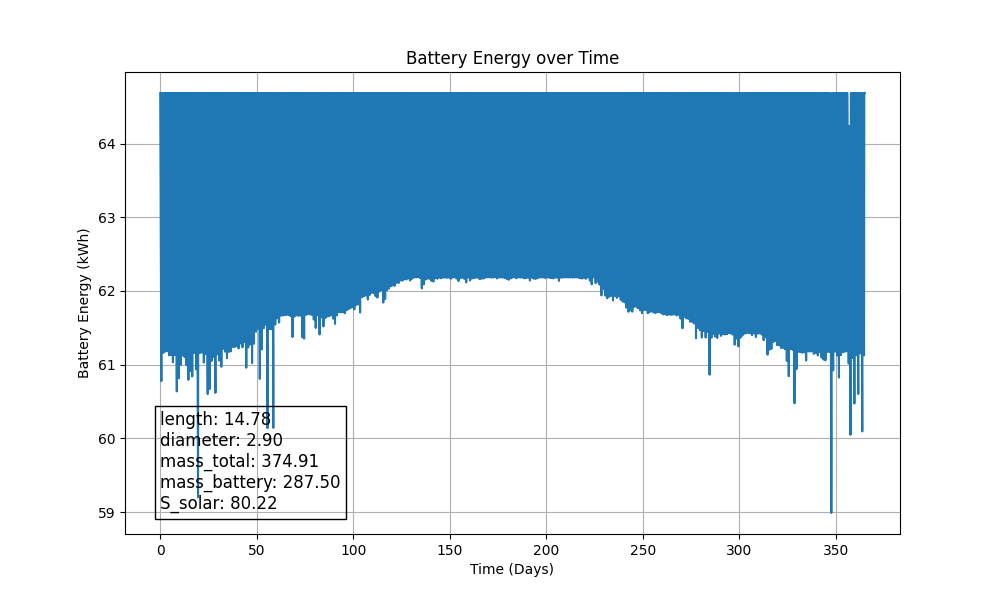 Battery Energy over Time
Battery Energy (kWh)
64
63
62
61
60
59
length: 14.78
diameter: 2.90
mass_total: 374.91
mass_battery: 287.50
S_solar: 80.22
0 50 100 150 200 250 300 350
Time (Days)